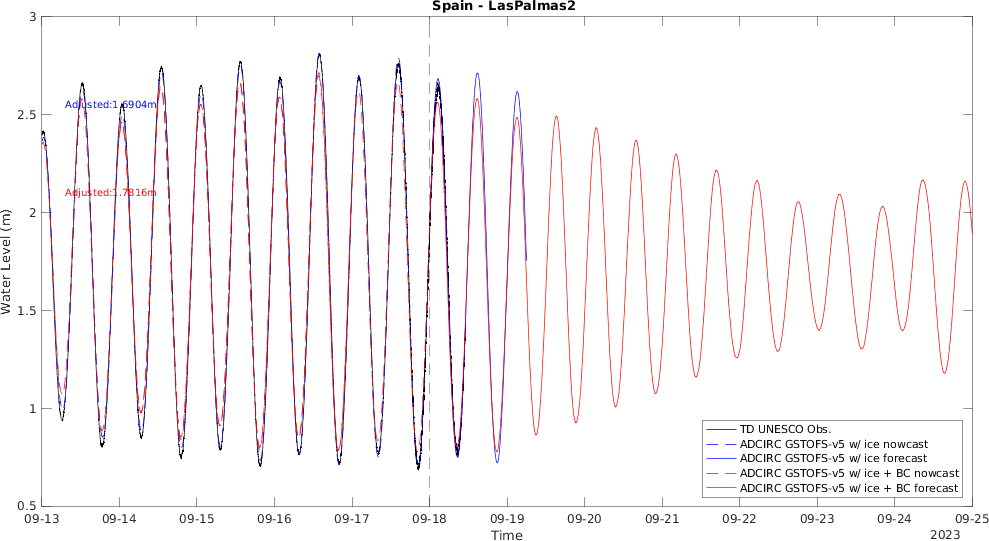 Spain - LasPalmas2
3
2.5
2
1.5
1
0.5
Water Level (m)
Adjusted:1.6904m
Adjusted:1.7816m
TD UNESCO Obs.
ADCIRC GSTOFS-v5 w/ ice nowcast
ADCIRC GSTOFS-v5 w/ ice forecast
ADCIRC GSTOFS-v5 w/ ice + BC nowcast
ADCIRC GSTOFS-v5 w/ ice + BC forecast
09-13 09-14 09-15 09-16 09-17 09-18 09-19 09-20 09-21 09-22 09-23 09-24 09-25
Time
2023